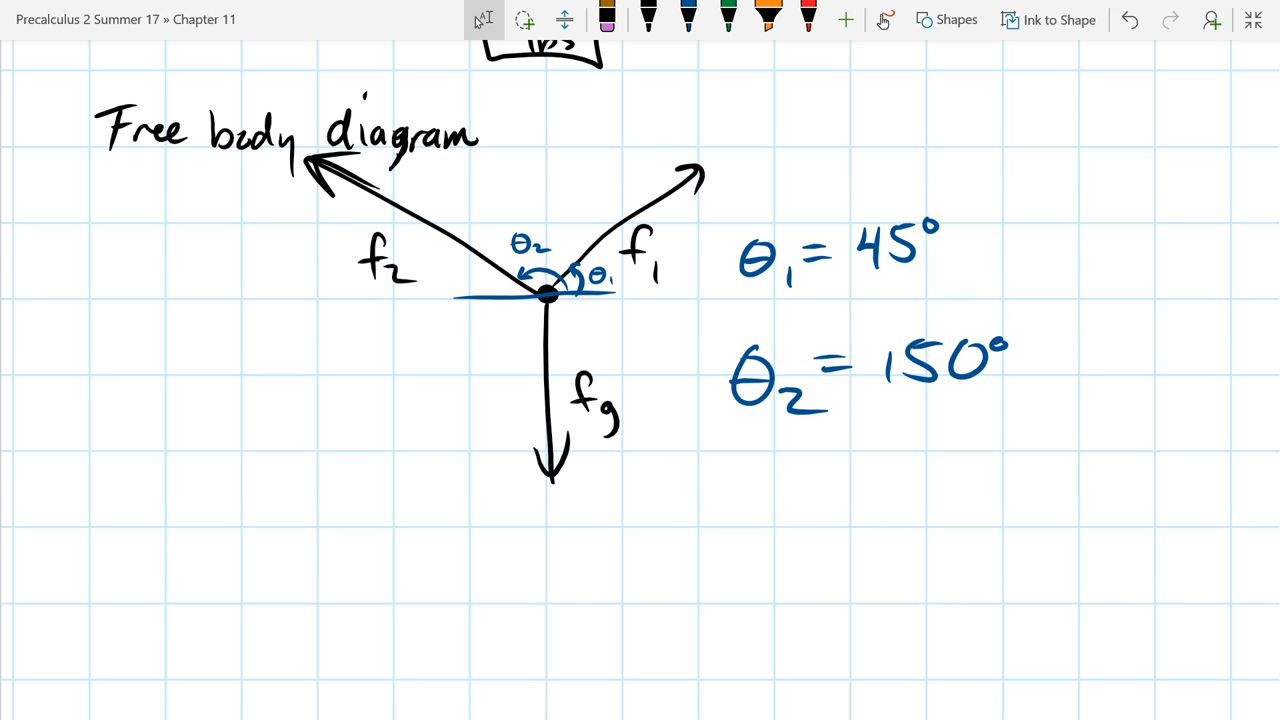 Precalculus 2 Summer 17 » Chapter 11
Shapes
Ink to Shape
lbs
Free body diagram
f₂
θ₂
θ₁
f₁
fg
θ₁ = 45°
θ₂ = 150°